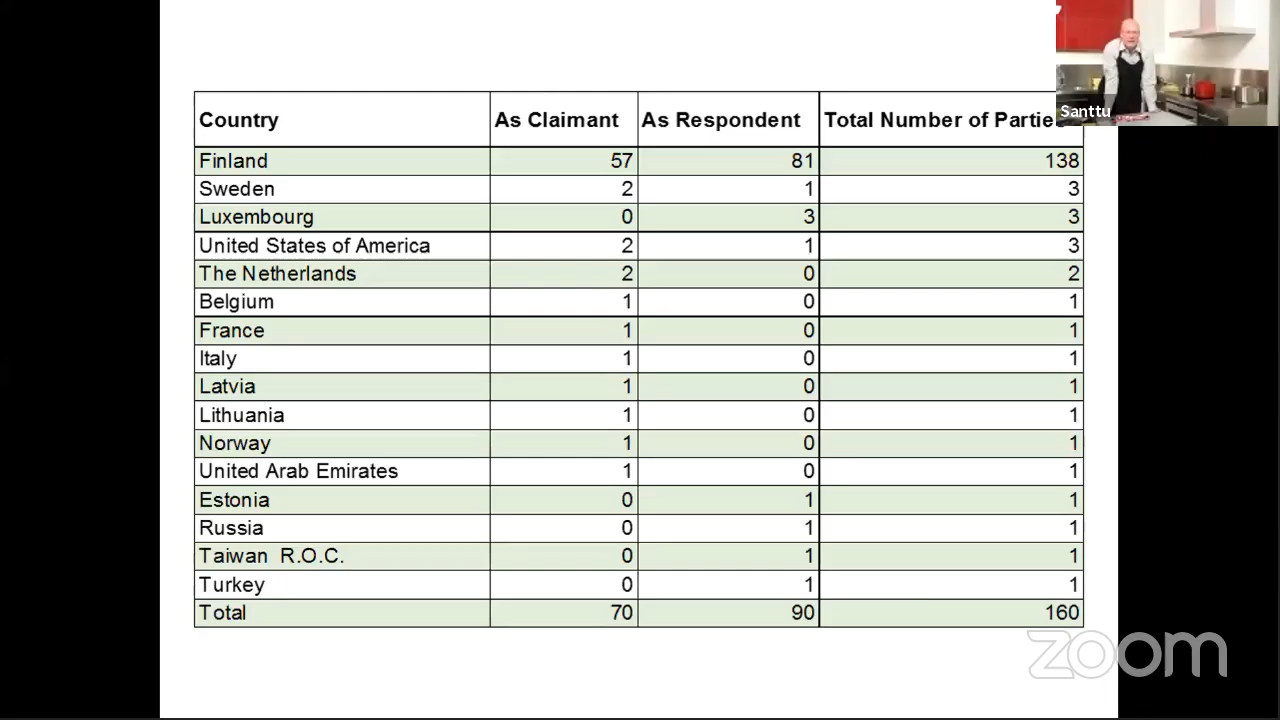 Country As Claimant As Respondent Total Number of Parties
Finland 57 81 138
Sweden 2 1 3
Luxembourg 0 3 3
United States of America 2 1 3
The Netherlands 2 0 2
Belgium 1 0 1
France 1 0 1
Italy 1 0 1
Latvia 1 0 1
Lithuania 1 0 1
Norway 1 0 1
United Arab Emirates 1 0 1
Estonia 0 1 1
Russia 0 1 1
Taiwan R.O.C. 0 1 1
Turkey 0 1 1
Total 70 90 160
Santtu
zoom